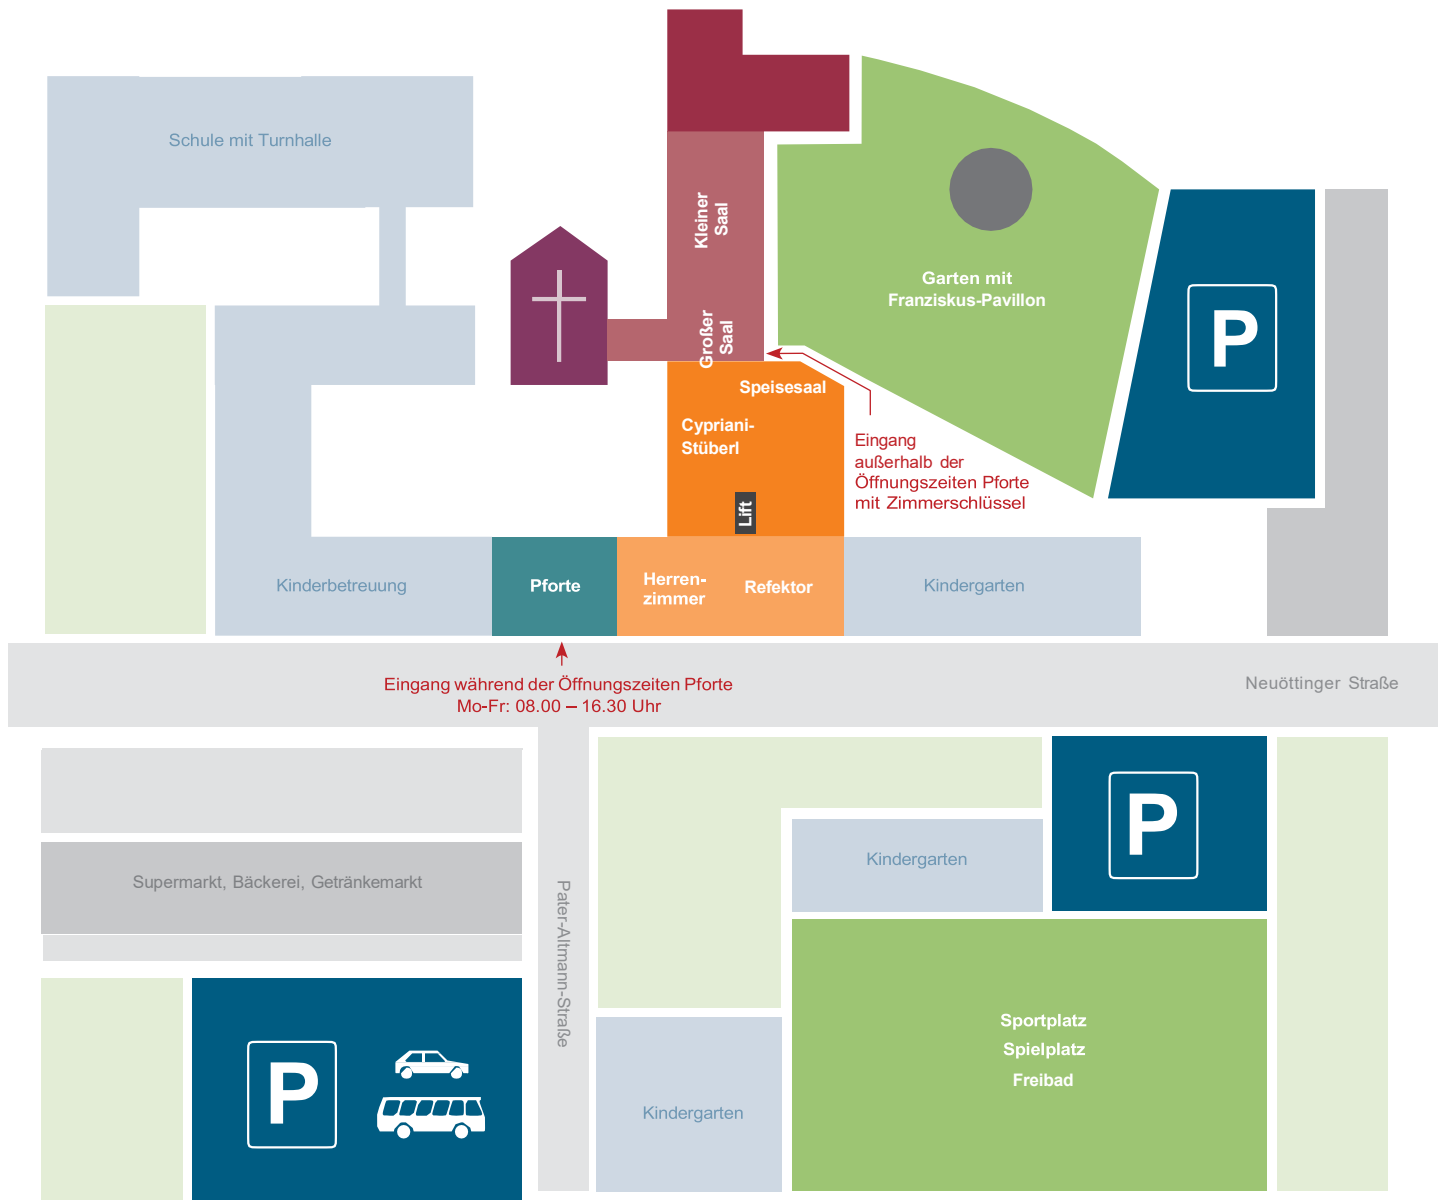 Schule mit Turnhalle
Kleiner
Saal
Großer
Saal
Garten mit
Franziskus-Pavillon
P
Speisesaal
Cypriani-
Stüberl
Lift
Eingang
außerhalb der
Öffnungszeiten Pforte
mit Zimmerschlüssel
Kinderbetreuung
Pforte
Herren-
zimmer
Refektor
Kindergarten
Eingang während der Öffnungszeiten Pforte
Mo-Fr: 08.00 – 16.30 Uhr
Neuöttinger Straße
P
Kindergarten
Supermarkt, Bäckerei, Getränkemarkt
Pater-Altmann-Straße
Sportplatz
Spielplatz
Freibad
P
Kindergarten